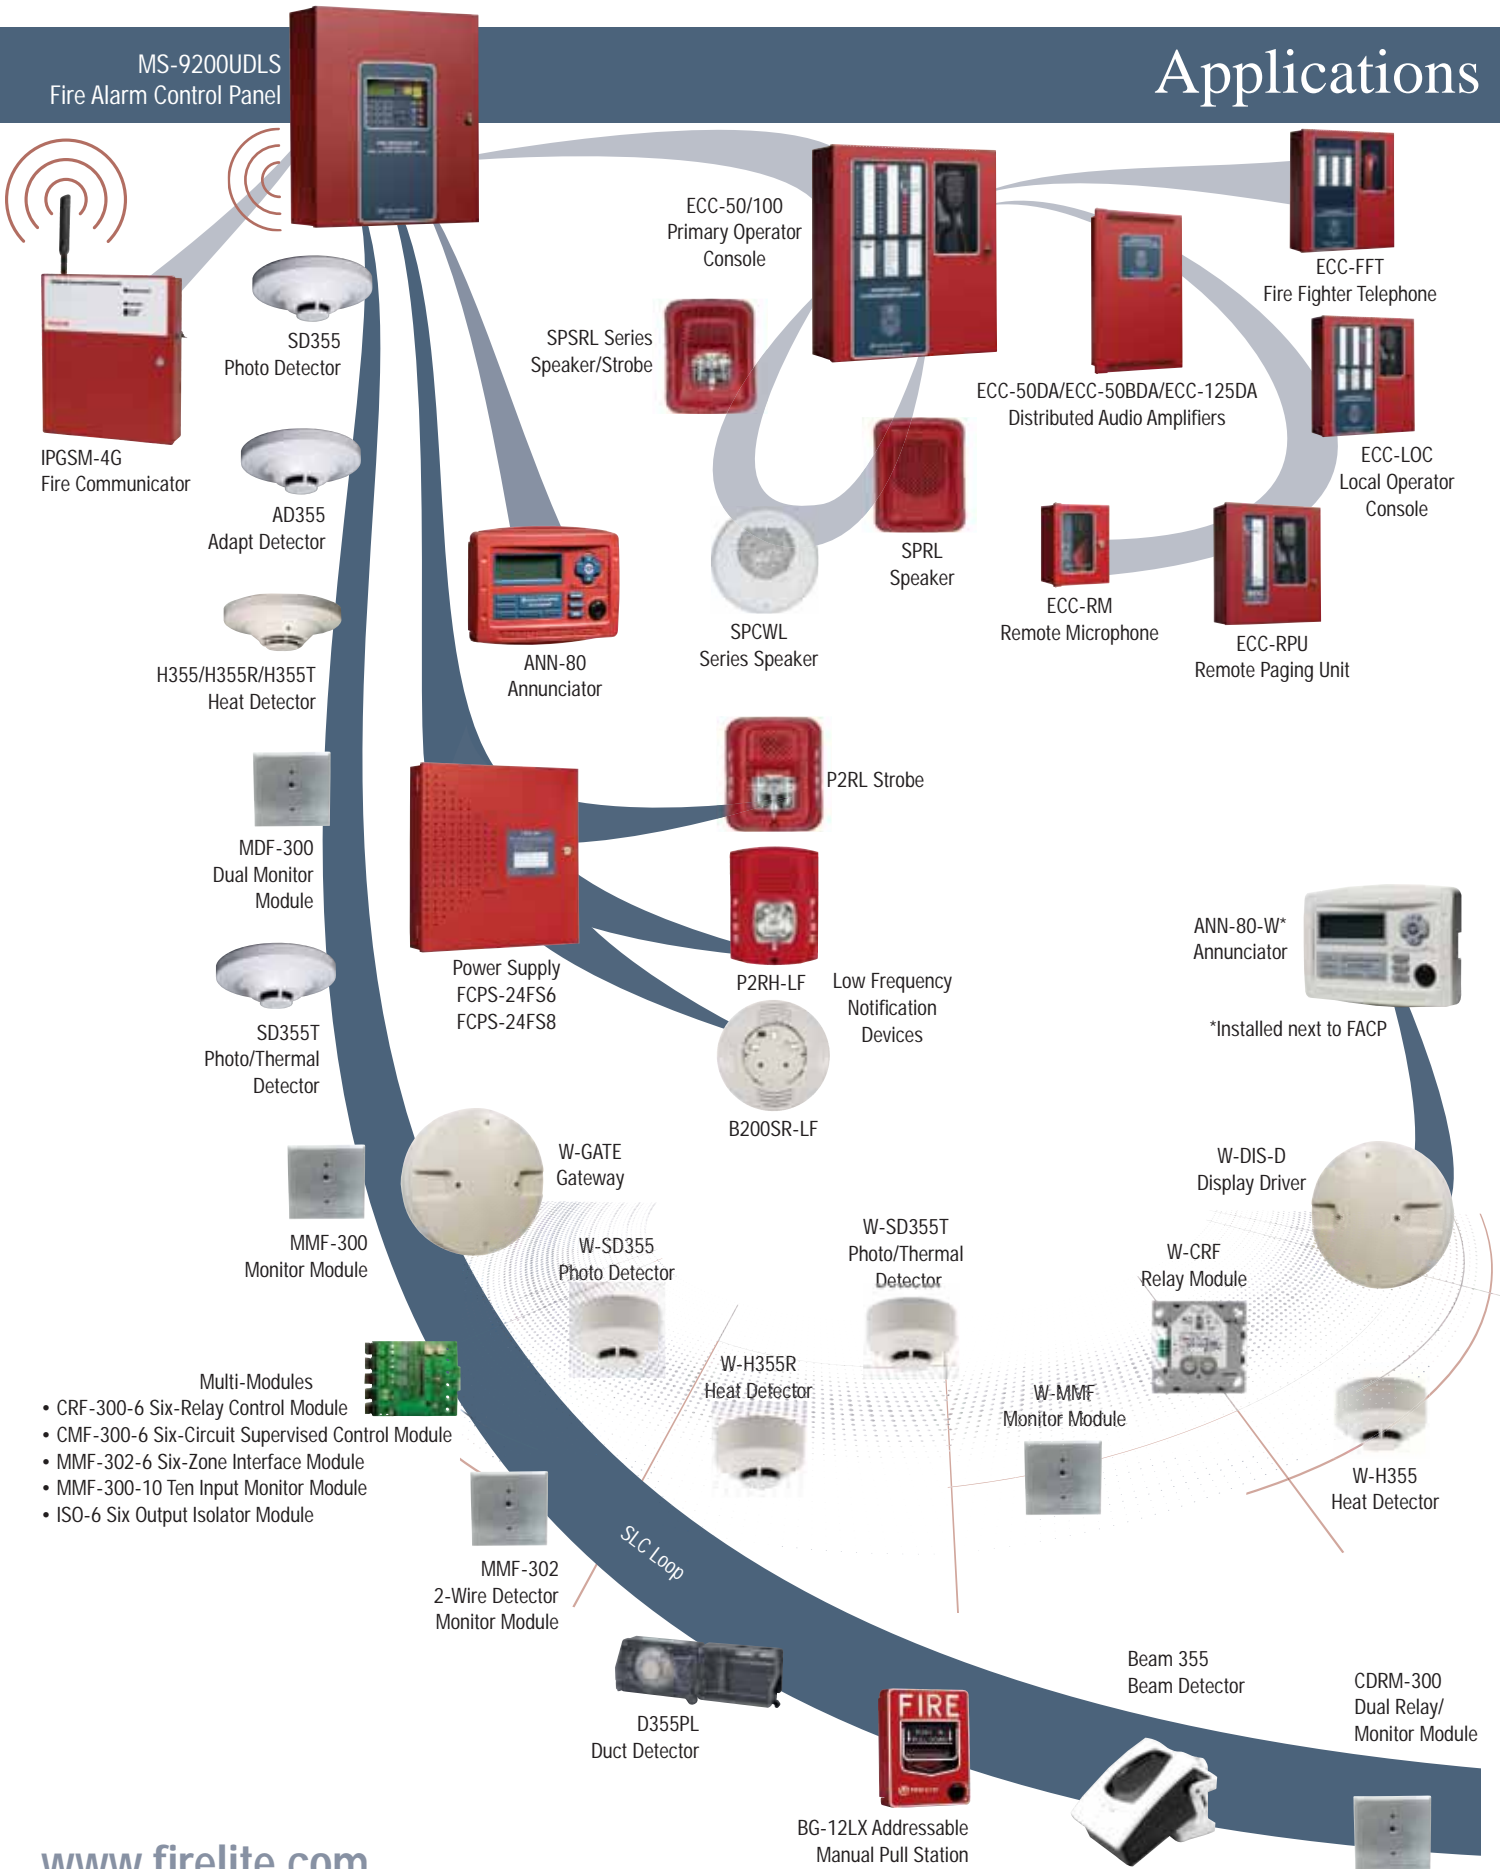 MS-9200UDLS
Fire Alarm Control Panel
Applications
ECC-50/100
Primary Operator
Console
ECC-FFT
Fire Fighter Telephone
SD355
Photo Detector
SPSRL Series
Speaker/Strobe
ECC-50DA/ECC-50BDA/ECC-125DA
Distributed Audio Amplifiers
IPGSM-4G
Fire Communicator
ECC-LOC
Local Operator
Console
AD355
Adapt Detector
SPRL
Speaker
ECC-RM
Remote Microphone
SPCWL
Series Speaker
ECC-RPU
Remote Paging Unit
H355/H355R/H355T
Heat Detector
ANN-80
Annunciator
P2RL Strobe
MDF-300
Dual Monitor
Module
ANN-80-W*
Annunciator
Power Supply
FCPS-24FS6
FCPS-24FS8
P2RH-LF
Low Frequency
Notification
Devices
*Installed next to FACP
SD355T
Photo/Thermal
Detector
B200SR-LF
W-GATE
Gateway
W-DIS-D
Display Driver
MMF-300
Monitor Module
W-SD355
Photo Detector
W-SD355T
Photo/Thermal
Detector
W-CRF
Relay Module
W-H355R
Heat Detector
W-MMF
Monitor Module
Multi-Modules
• CRF-300-6 Six-Relay Control Module
• CMF-300-6 Six-Circuit Supervised Control Module
• MMF-302-6 Six-Zone Interface Module
• MMF-300-10 Ten Input Monitor Module
• ISO-6 Six Output Isolator Module
W-H355
Heat Detector
SLC Loop
MMF-302
2-Wire Detector
Monitor Module
Beam 355
Beam Detector
CDRM-300
Dual Relay/
Monitor Module
D355PL
Duct Detector
FIRE
BG-12LX Addressable
Manual Pull Station
www.firelite.com